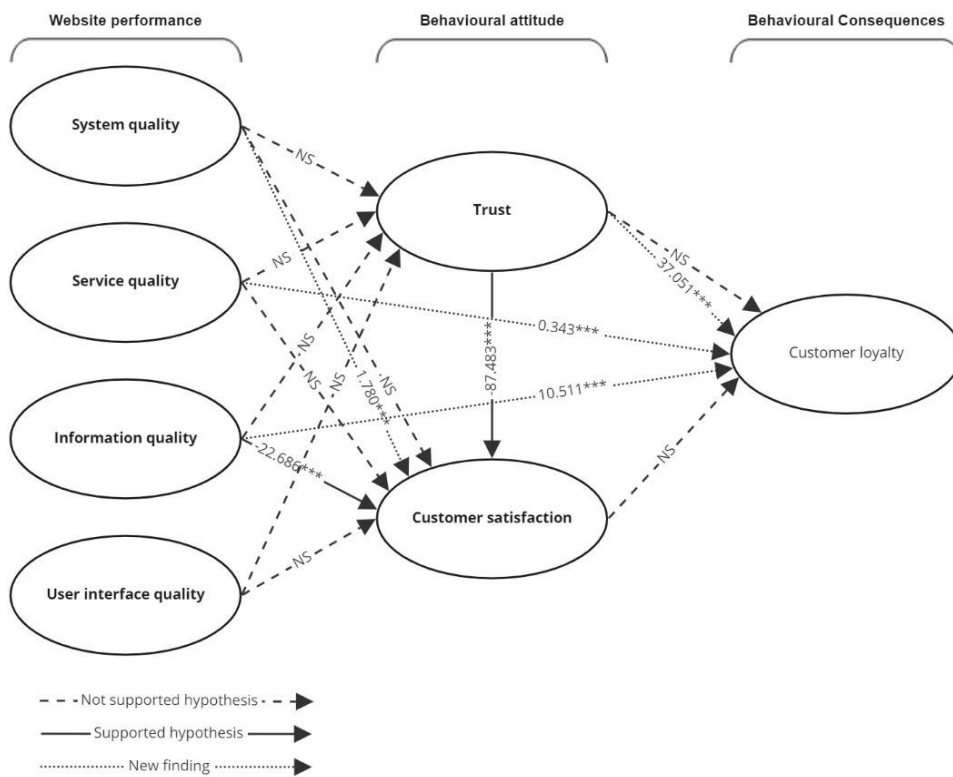 Website performance
Behavioural attitude
Behavioural Consequences
System quality
NS
Trust
Service quality
NS
NS
37.051***
0.343***
Customer loyalty
NS
NS
NS
NS
1.780***
-87.483***
10.511***
Information quality
-22.686***
NS
Customer satisfaction
NS
User interface quality
Not supported hypothesis
Supported hypothesis
New finding